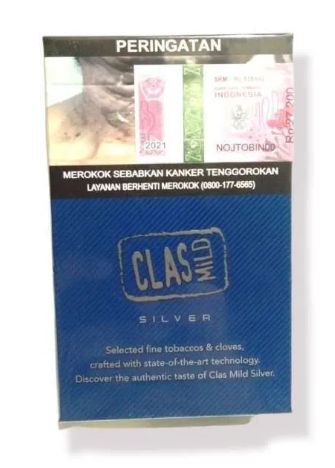 PERINGATAN
INDONESIA
2021
NOJTOBIND0
MEROKOK SEBABKAN KANKER TENGGOROKAN
LAYANAN BERHENTI MEROKOK (0800-177-6565)
CLAS MILD
SILVER
Selected fine tobaccos & cloves,
crafted with state-of-the-art technology.
Discover the authentic taste of Clas Mild Silver.